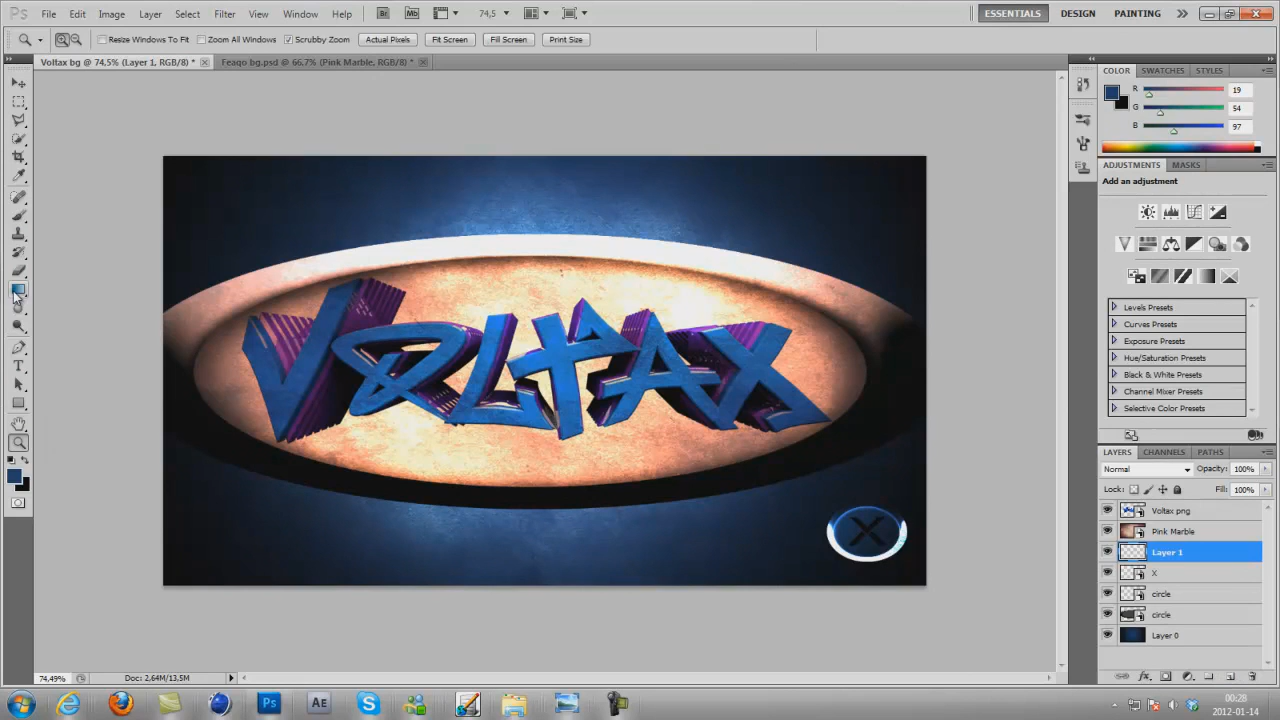 Ps File Edit Image Layer Select Filter View Window Help Br Mb 74,5 ESSENTIALS DESIGN PAINTING
Resize Windows To Fit Zoom All Windows Scrubby Zoom Actual Pixels Fit Screen Fill Screen Print Size
Voltax bg @ 74,5% (Layer 1, RGB/8) * Feaqo bg.psd @ 66.7% (Pink Marble, RGB/8) *
COLOR SWATCHES STYLES
R 19
G 54
B 97
ADJUSTMENTS MASKS
Add an adjustment
Levels Presets
Curves Presets
Exposure Presets
Hue/Saturation Presets
Black & White Presets
Channel Mixer Presets
Selective Color Presets
VOLTAX
X
LAYERS CHANNELS PATHS
Normal Opacity: 100%
Lock: Fill: 100%
Voltax png
Pink Marble
Layer 1
X
circle
circle
Layer 0
74,49% Doc: 2,64M/13,5M
Ps Ae
00:28
2012-01-14